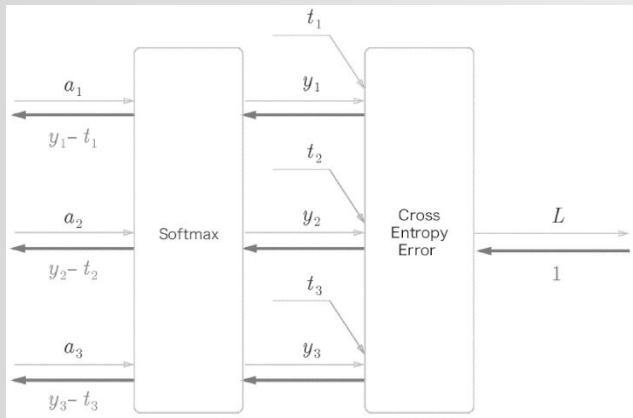 t₁
a₁
y₁
y₁− t₁
t₂
a₂
Softmax
y₂
Cross
Entropy
Error
L
y₂− t₂
1
t₃
a₃
y₃
y₃− t₃